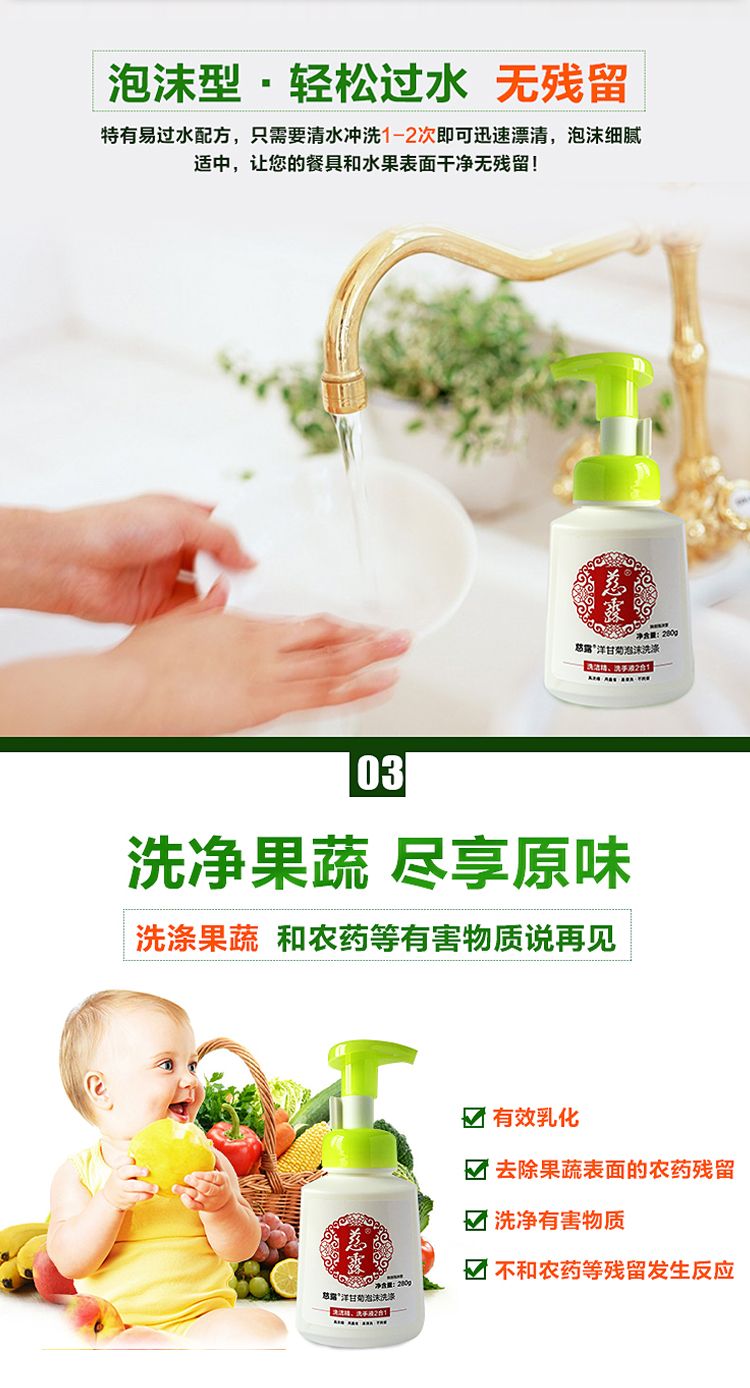 泡沫型·轻松过水 无残留
特有易过水配方，只需要清水冲洗1-2次即可迅速漂清，泡沫细腻
适中，让您的餐具和水果表面干净无残留！
慈露®
净含量：280g
慈露®洋甘菊泡沫洗涤
洗洁精、洗手液2合1
03
洗净果蔬 尽享原味
洗涤果蔬 和农药等有害物质说再见
有效乳化
去除果蔬表面的农药残留
洗净有害物质
不和农药等残留发生反应
慈露®
净含量：280g
慈露®洋甘菊泡沫洗涤
洗洁精、洗手液2合1